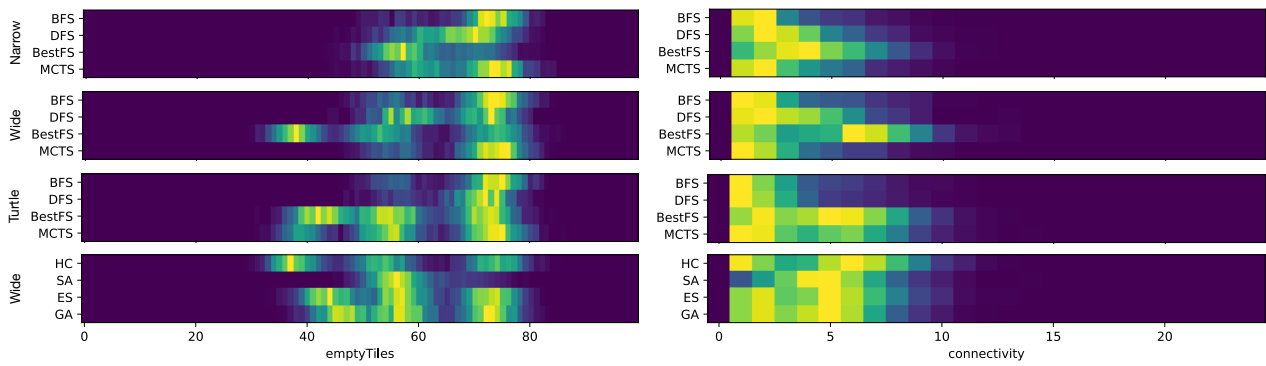 Narrow
BFS
DFS
BestFS
MCTS
Wide
BFS
DFS
BestFS
MCTS
Turtle
BFS
DFS
BestFS
MCTS
Wide
HC
SA
ES
GA
0 20 40 60 80
emptyTiles
BFS
DFS
BestFS
MCTS
BFS
DFS
BestFS
MCTS
BFS
DFS
BestFS
MCTS
HC
SA
ES
GA
0 5 10 15 20
connectivity